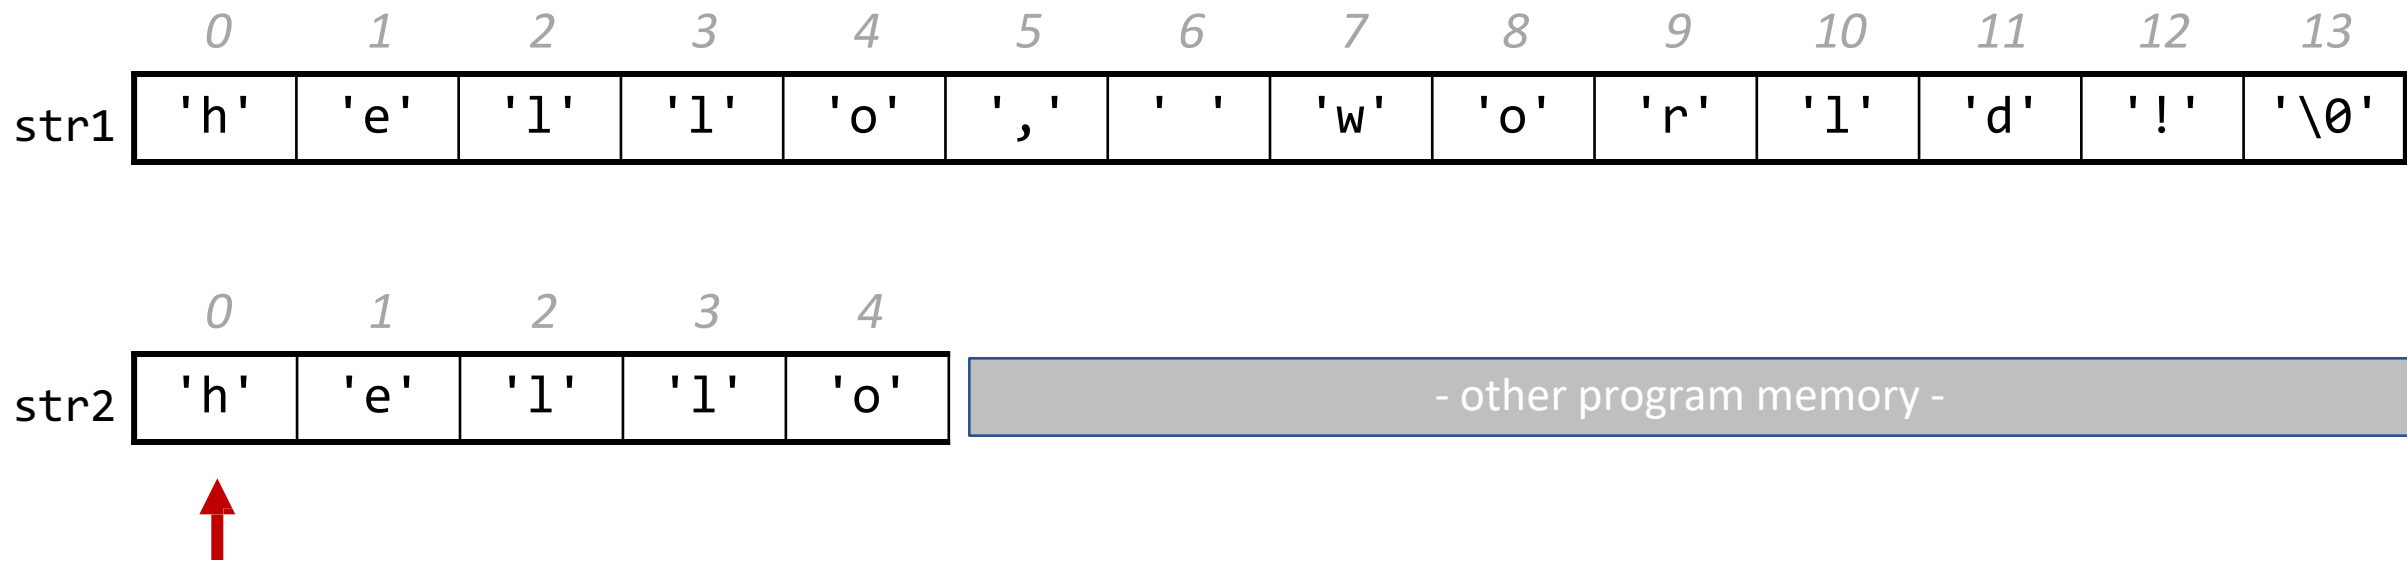 0 1 2 3 4 5 6 7 8 9 10 11 12 13
str1 'h' 'e' 'l' 'l' 'o' ',' ' ' 'w' 'o' 'r' 'l' 'd' '!' '\0'
0 1 2 3 4
str2 'h' 'e' 'l' 'l' 'o' - other program memory -